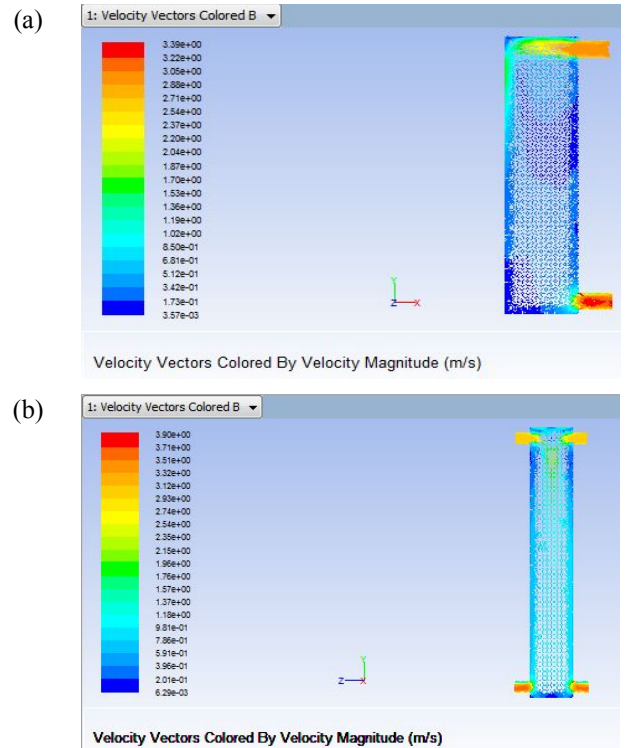 (a)
1: Velocity Vectors Colored B
3.39e+00
3.22e+00
3.05e+00
2.88e+00
2.71e+00
2.54e+00
2.37e+00
2.20e+00
2.04e+00
1.87e+00
1.70e+00
1.53e+00
1.36e+00
1.19e+00
1.02e+00
8.50e-01
6.81e-01
5.12e-01
3.42e-01
1.73e-01
3.57e-03
Y
Z X
Velocity Vectors Colored By Velocity Magnitude (m/s)
(b)
1: Velocity Vectors Colored B
3.90e+00
3.71e+00
3.51e+00
3.32e+00
3.12e+00
2.93e+00
2.74e+00
2.54e+00
2.35e+00
2.15e+00
1.96e+00
1.76e+00
1.57e+00
1.37e+00
1.18e+00
9.81e-01
7.86e-01
5.91e-01
3.96e-01
2.01e-01
6.29e-03
Y
Z X
Velocity Vectors Colored By Velocity Magnitude (m/s)